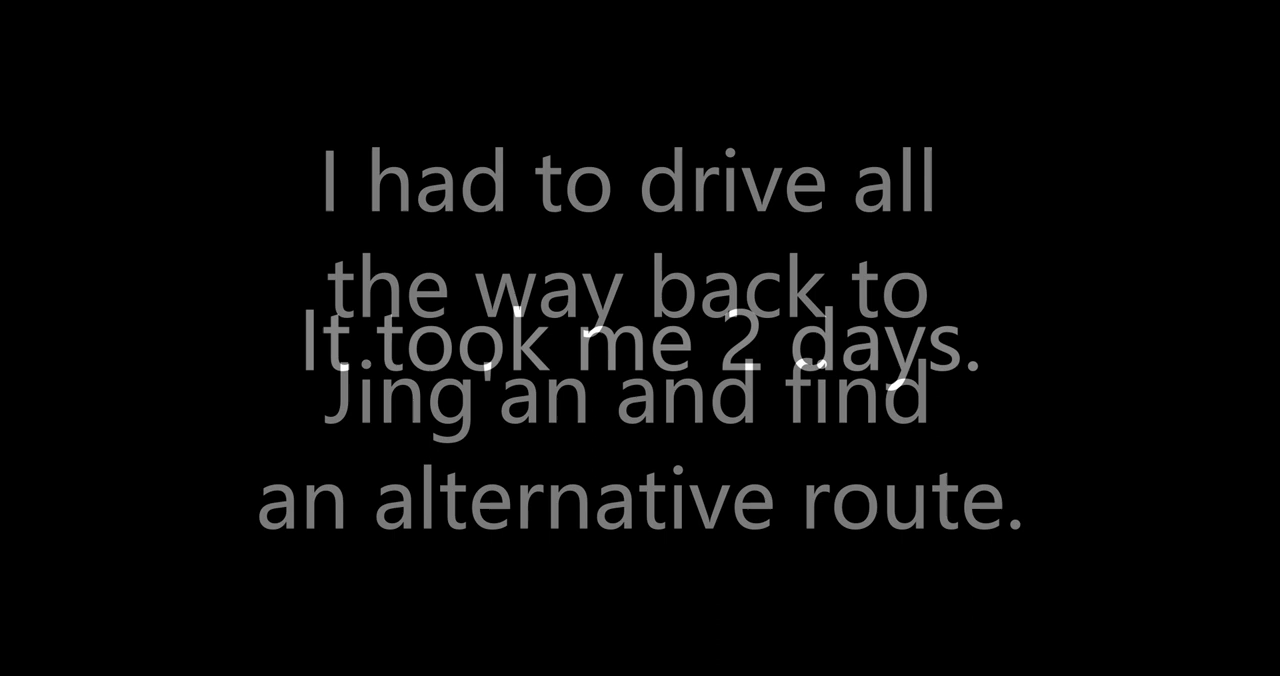 I had to drive all
the way back to
It took me 2 days.
Jing'an and find
an alternative route.